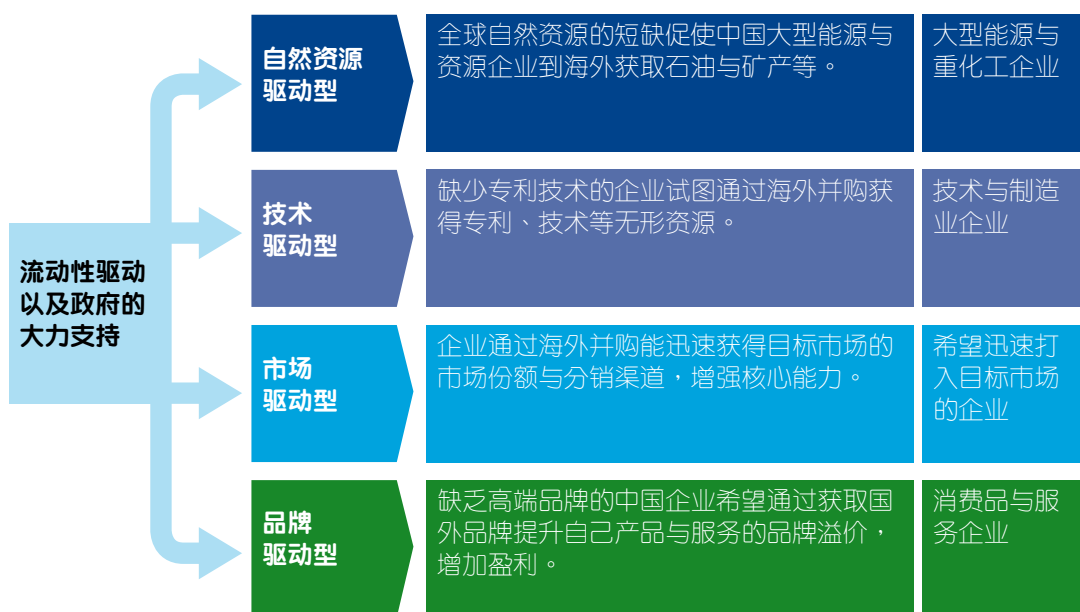 流动性驱动
以及政府的
大力支持
自然资源
驱动型
全球自然资源的短缺促使中国大型能源与
资源企业到海外获取石油与矿产等。
大型能源与
重化工企业
技术
驱动型
缺少专利技术的企业试图通过海外并购获
得专利、技术等无形资源。
技术与制造
业企业
市场
驱动型
企业通过海外并购能迅速获得目标市场的
市场份额与分销渠道，增强核心能力。
希望迅速打
入目标市场
的企业
品牌
驱动型
缺乏高端品牌的中国企业希望通过获取国
外品牌提升自己产品与服务的品牌溢价，
增加盈利。
消费品与服
务企业